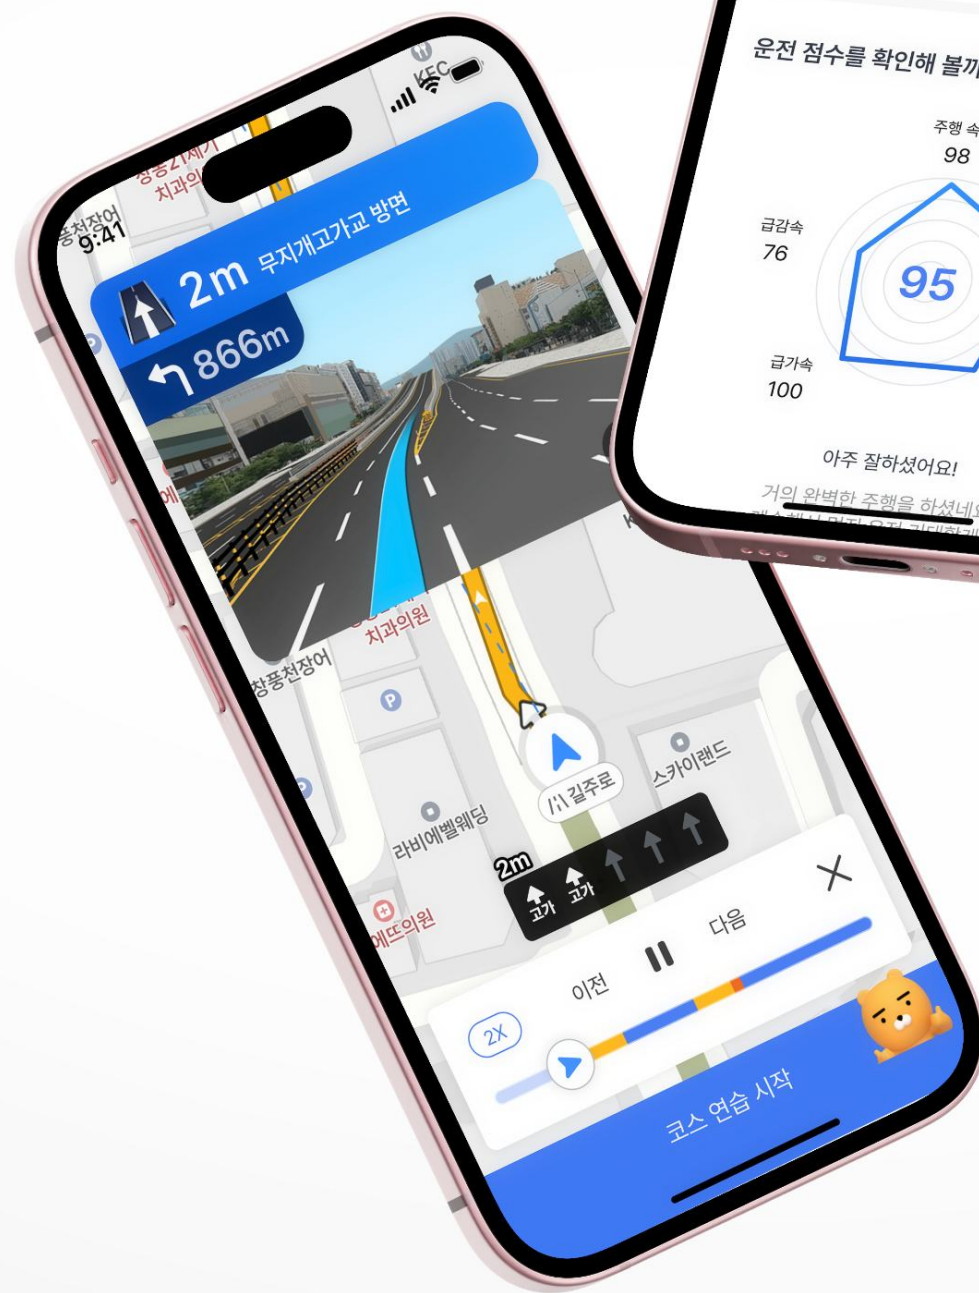 KFC
9:41
치과의
2m 무지개고가교 방면
866m
치과의원
창풍천장어
P
길주로
스카이랜드
라비에벨웨딩
2m
고가 고가
에뜨의원
이전
다음
2X
코스 연습 시작
운전 점수를 확인해 볼까
주행 속
98
급감속
76
95
급가속
100
아주 잘하셨어요!
거의 완벽한 주행을 하셨네요